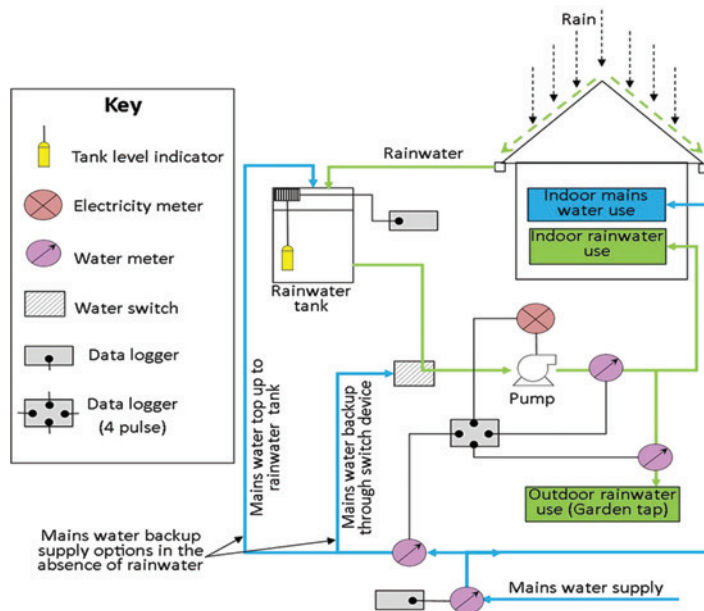 Rain
Key
Tank level indicator
Electricity meter
Water meter
Water switch
Data logger
Data logger
(4 pulse)
Rainwater
Rainwater
tank
Indoor mains
water use
Indoor rainwater
use
Pump
Mains water top up to
rainwater tank
Mains water backup
through switch device
Outdoor rainwater
use (Garden tap)
Mains water backup
supply options in the
absence of rainwater
Mains water supply